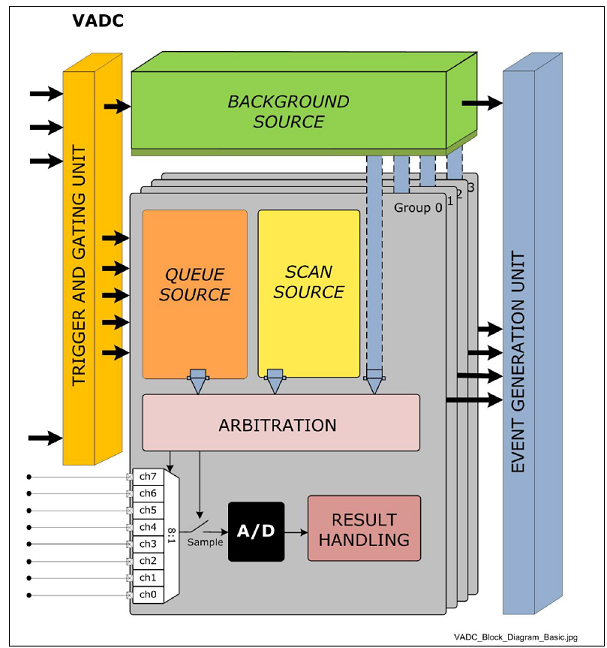 VADC
BACKGROUND
SOURCE
TRIGGER AND GATING UNIT
EVENT GENERATION UNIT
3
2
1
Group 0
QUEUE
SOURCE
SCAN
SOURCE
ARBITRATION
ch7
ch6
ch5
ch4
ch3
ch2
ch1
ch0
8:1
Sample
A/D
RESULT
HANDLING
VADC_Block_Diagram_Basic.jpg